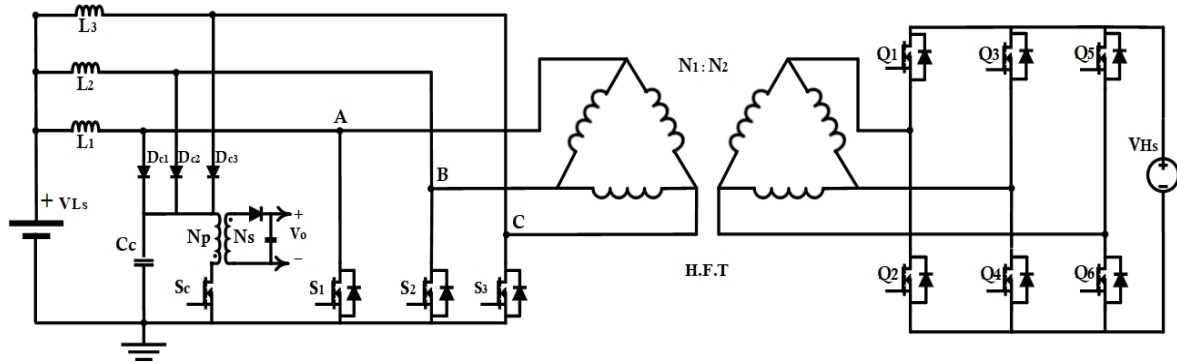 L3
L2
L1
A
Dc1 Dc2 Dc3
B
C
+ VLs
Cc
Np Ns
+
Vo
−
Sc
S1
S2
S3
N1 : N2
H.F.T
Q1
Q3
Q5
VHs
+
−
Q2
Q4
Q6